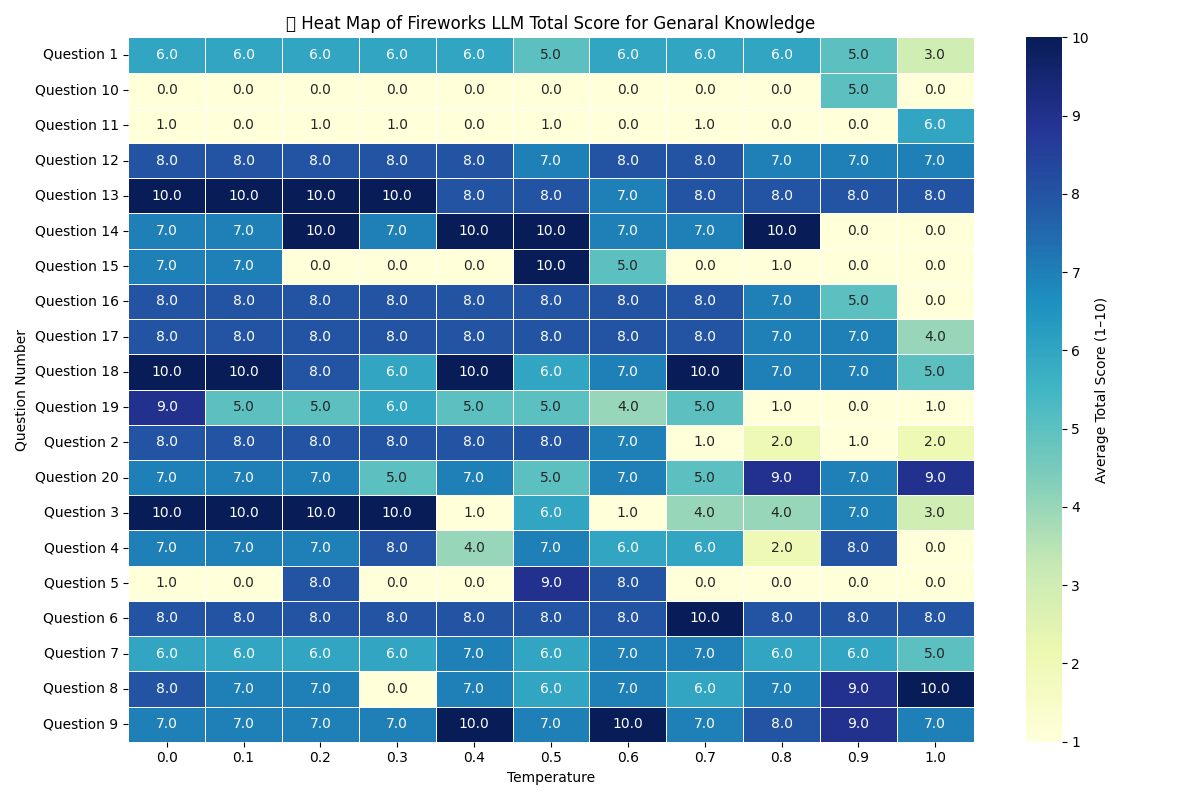 Heat Map of Fireworks LLM Total Score for Genaral Knowledge
Question 1 6.0 6.0 6.0 6.0 6.0 5.0 6.0 6.0 6.0 5.0 3.0
Question 10 0.0 0.0 0.0 0.0 0.0 0.0 0.0 0.0 0.0 5.0 0.0
Question 11 1.0 0.0 1.0 1.0 0.0 1.0 0.0 1.0 0.0 0.0 6.0
Question 12 8.0 8.0 8.0 8.0 8.0 7.0 8.0 8.0 7.0 7.0 7.0
Question 13 10.0 10.0 10.0 10.0 8.0 8.0 7.0 8.0 8.0 8.0 8.0
Question 14 7.0 7.0 10.0 7.0 10.0 10.0 7.0 7.0 10.0 0.0 0.0
Question 15 7.0 7.0 0.0 0.0 0.0 10.0 5.0 0.0 1.0 0.0 0.0
Question 16 8.0 8.0 8.0 8.0 8.0 8.0 8.0 8.0 7.0 5.0 0.0
Question 17 8.0 8.0 8.0 8.0 8.0 8.0 8.0 8.0 7.0 7.0 4.0
Question 18 10.0 10.0 8.0 6.0 10.0 6.0 7.0 10.0 7.0 7.0 5.0
Question 19 9.0 5.0 5.0 6.0 5.0 5.0 4.0 5.0 1.0 0.0 1.0
Question 2 8.0 8.0 8.0 8.0 8.0 8.0 7.0 1.0 2.0 1.0 2.0
Question 20 7.0 7.0 7.0 5.0 7.0 5.0 7.0 5.0 9.0 7.0 9.0
Question 3 10.0 10.0 10.0 10.0 1.0 6.0 1.0 4.0 4.0 7.0 3.0
Question 4 7.0 7.0 7.0 8.0 4.0 7.0 6.0 6.0 2.0 8.0 0.0
Question 5 1.0 0.0 8.0 0.0 0.0 9.0 8.0 0.0 0.0 0.0 0.0
Question 6 8.0 8.0 8.0 8.0 8.0 8.0 8.0 10.0 8.0 8.0 8.0
Question 7 6.0 6.0 6.0 6.0 7.0 6.0 7.0 7.0 6.0 6.0 5.0
Question 8 8.0 7.0 7.0 0.0 7.0 6.0 7.0 6.0 7.0 9.0 10.0
Question 9 7.0 7.0 7.0 7.0 10.0 7.0 10.0 7.0 8.0 9.0 7.0
0.0 0.1 0.2 0.3 0.4 0.5 0.6 0.7 0.8 0.9 1.0
Temperature
Question Number
10
9
8
7
6
5
4
3
2
1
Average Total Score (1–10)